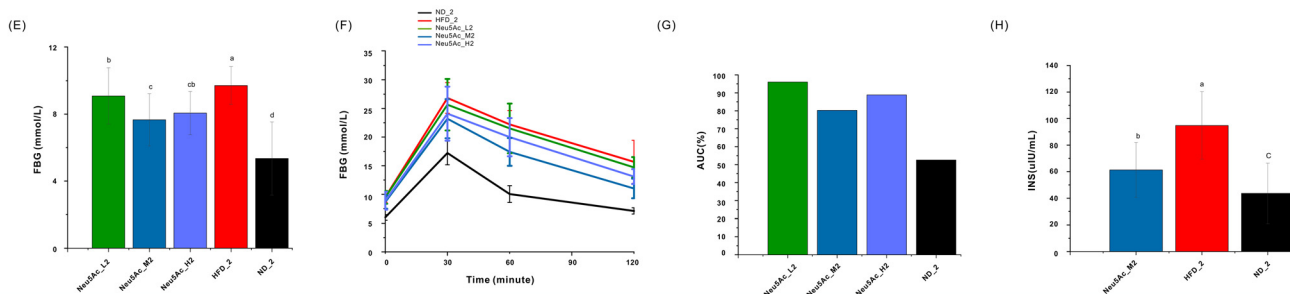 (E)
FBG (mmol/L)
12
9
8
4
0
b
c
cb
a
d
Neu5Ac_L2
Neu5Ac_M2
Neu5Ac_H2
HFD_2
ND_2
(F)
ND_2
HFD_2
Neu5Ac_L2
Neu5Ac_M2
Neu5Ac_H2
FBG (mmol/L)
35
30
25
20
15
10
5
0
0
30
60
90
120
Time (minute)
(G)
AUC(%)
100
95
90
80
70
60
50
40
30
20
10
0
Neu5Ac_L2
Neu5Ac_M2
Neu5Ac_H2
ND_2
(H)
INS(uIU/mL)
140
120
100
80
60
40
20
0
b
a
C
Neu5Ac_M2
HFD_2
ND_2